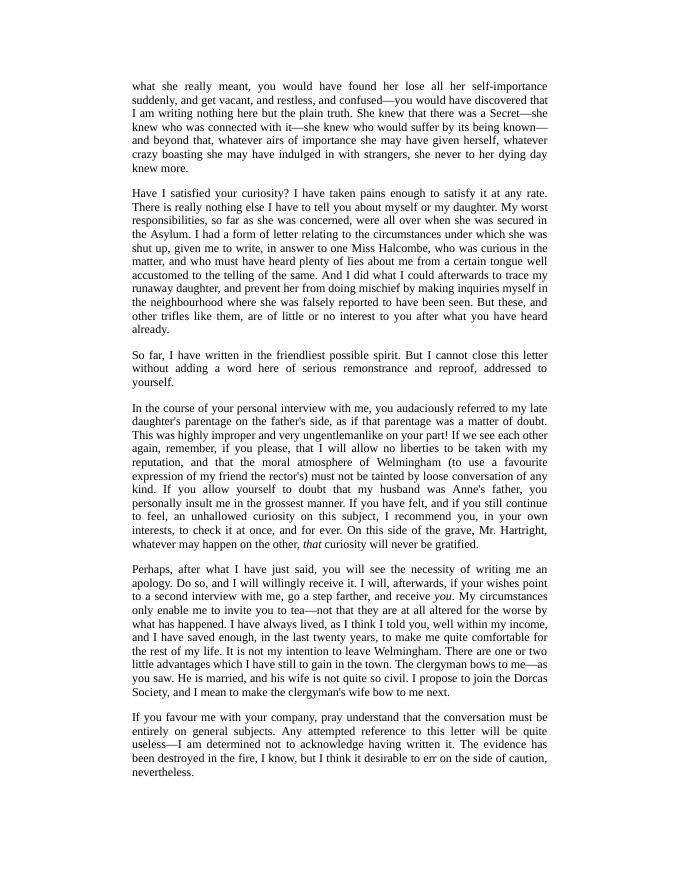 what she really meant, you would have found her lose all her self-importance
suddenly, and get vacant, and restless, and confused—you would have discovered that
I am writing nothing here but the plain truth. She knew that there was a Secret—she
knew who was connected with it—she knew who would suffer by its being known—
and beyond that, whatever airs of importance she may have given herself, whatever
crazy boasting she may have indulged in with strangers, she never to her dying day
knew more.
Have I satisfied your curiosity? I have taken pains enough to satisfy it at any rate.
There is really nothing else I have to tell you about myself or my daughter. My worst
responsibilities, so far as she was concerned, were all over when she was secured in
the Asylum. I had a form of letter relating to the circumstances under which she was
shut up, given me to write, in answer to one Miss Halcombe, who was curious in the
matter, and who must have heard plenty of lies about me from a certain tongue well
accustomed to the telling of the same. And I did what I could afterwards to trace my
runaway daughter, and prevent her from doing mischief by making inquiries myself in
the neighbourhood where she was falsely reported to have been seen. But these, and
other trifles like them, are of little or no interest to you after what you have heard
already.
So far, I have written in the friendliest possible spirit. But I cannot close this letter
without adding a word here of serious remonstrance and reproof, addressed to
yourself.
In the course of your personal interview with me, you audaciously referred to my late
daughter's parentage on the father's side, as if that parentage was a matter of doubt.
This was highly improper and very ungentlemanlike on your part! If we see each other
again, remember, if you please, that I will allow no liberties to be taken with my
reputation, and that the moral atmosphere of Welmingham (to use a favourite
expression of my friend the rector's) must not be tainted by loose conversation of any
kind. If you allow yourself to doubt that my husband was Anne's father, you
personally insult me in the grossest manner. If you have felt, and if you still continue
to feel, an unhallowed curiosity on this subject, I recommend you, in your own
interests, to check it at once, and for ever. On this side of the grave, Mr. Hartright,
whatever may happen on the other, that curiosity will never be gratified.
Perhaps, after what I have just said, you will see the necessity of writing me an
apology. Do so, and I will willingly receive it. I will, afterwards, if your wishes point
to a second interview with me, go a step farther, and receive you. My circumstances
only enable me to invite you to tea—not that they are at all altered for the worse by
what has happened. I have always lived, as I think I told you, well within my income,
and I have saved enough, in the last twenty years, to make me quite comfortable for
the rest of my life. It is not my intention to leave Welmingham. There are one or two
little advantages which I have still to gain in the town. The clergyman bows to me—as
you saw. He is married, and his wife is not quite so civil. I propose to join the Dorcas
Society, and I mean to make the clergyman's wife bow to me next.
If you favour me with your company, pray understand that the conversation must be
entirely on general subjects. Any attempted reference to this letter will be quite
useless—I am determined not to acknowledge having written it. The evidence has
been destroyed in the fire, I know, but I think it desirable to err on the side of caution,
nevertheless.